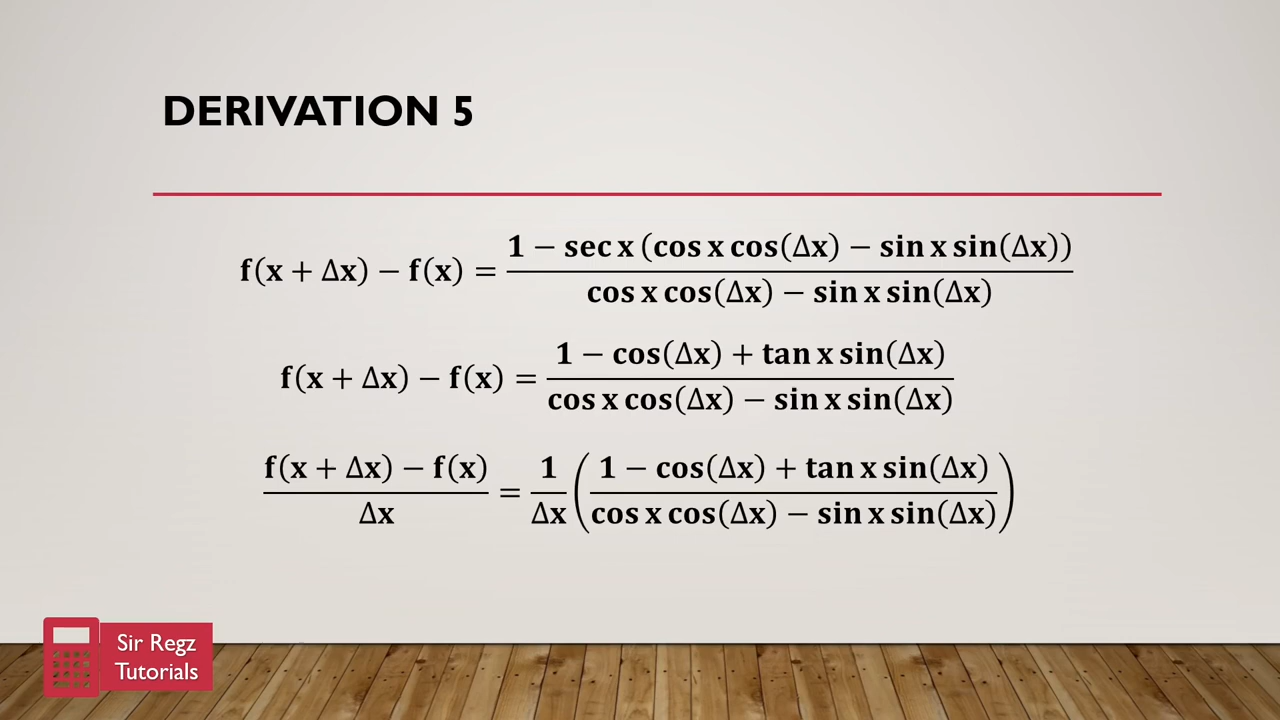 DERIVATION 5
f(x + Δx) − f(x) = (1 − sec x (cos x cos(Δx) − sin x sin(Δx))) / (cos x cos(Δx) − sin x sin(Δx))
f(x + Δx) − f(x) = (1 − cos(Δx) + tan x sin(Δx)) / (cos x cos(Δx) − sin x sin(Δx))
(f(x + Δx) − f(x)) / Δx = 1/Δx ((1 − cos(Δx) + tan x sin(Δx)) / (cos x cos(Δx) − sin x sin(Δx)))
Sir Regz
Tutorials